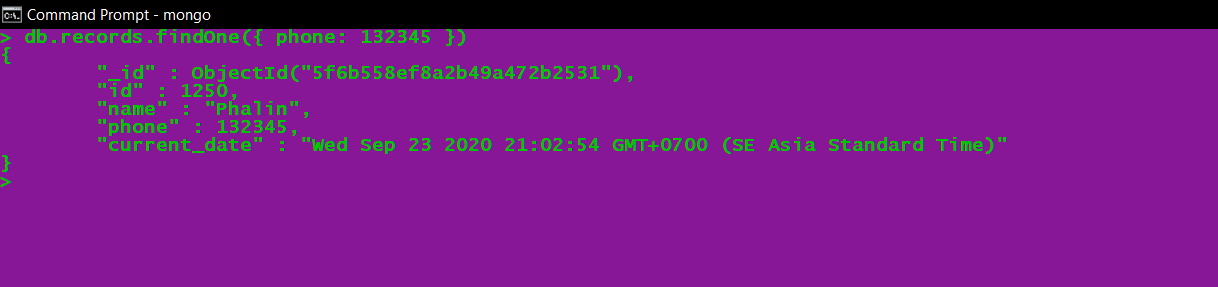 Command Prompt - mongo
> db.records.findOne({ phone: 132345 })
{
"_id" : ObjectId("5f6b558ef8a2b49a472b2531"),
"id" : 1250,
"name" : "Phalin",
"phone" : 132345,
"current_date" : "Wed Sep 23 2020 21:02:54 GMT+0700 (SE Asia Standard Time)"
}
>